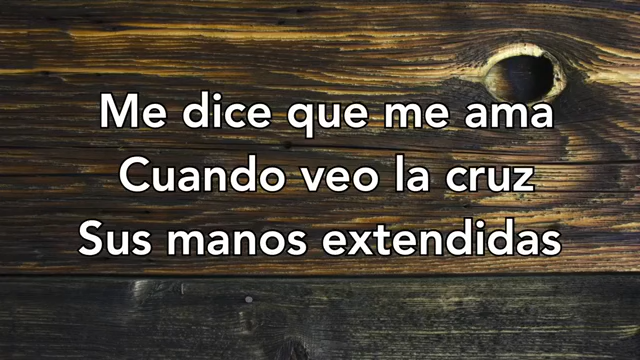 Me dice que me ama
Cuando veo la cruz
Sus manos extendidas